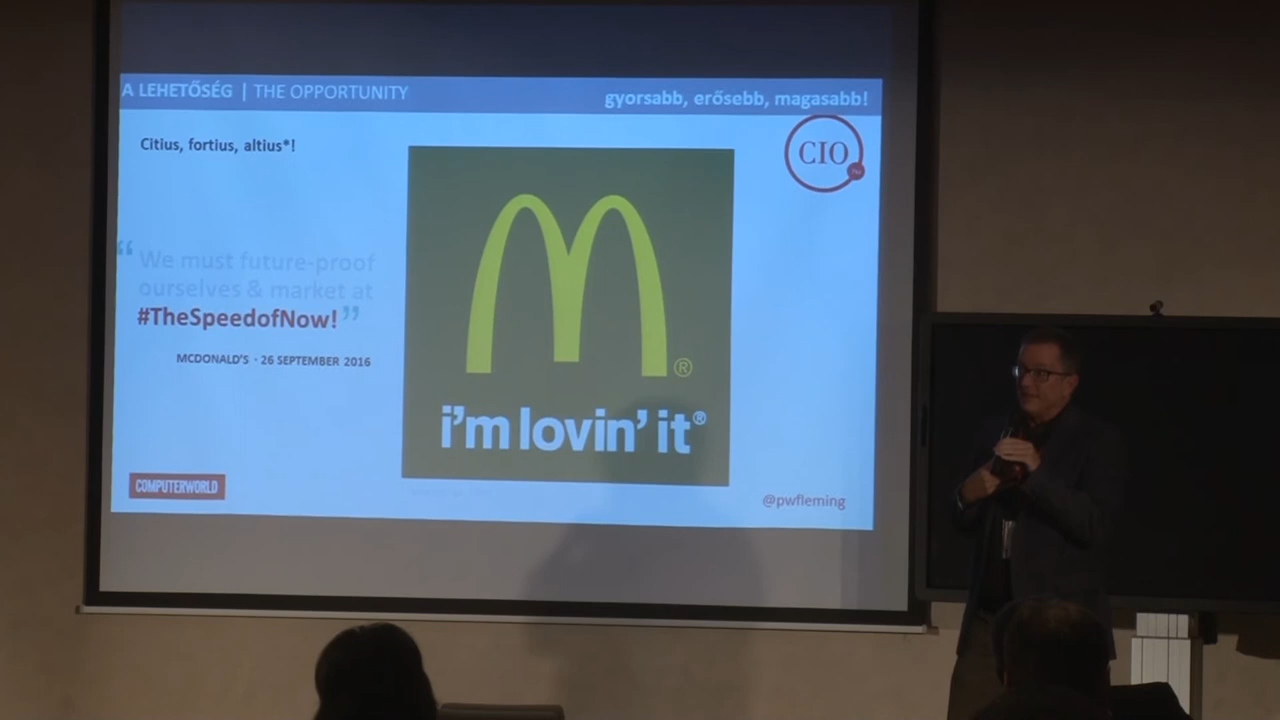 A LEHETŐSÉG | THE OPPORTUNITY
gyorsabb, erősebb, magasabb!
Citius, fortius, altius*!
CIO
“We must future-proof
ourselves & market at
#TheSpeedofNow!”
MCDONALD'S · 26 SEPTEMBER 2016
®
i'm lovin' it®
COMPUTERWORLD
@pwfleming